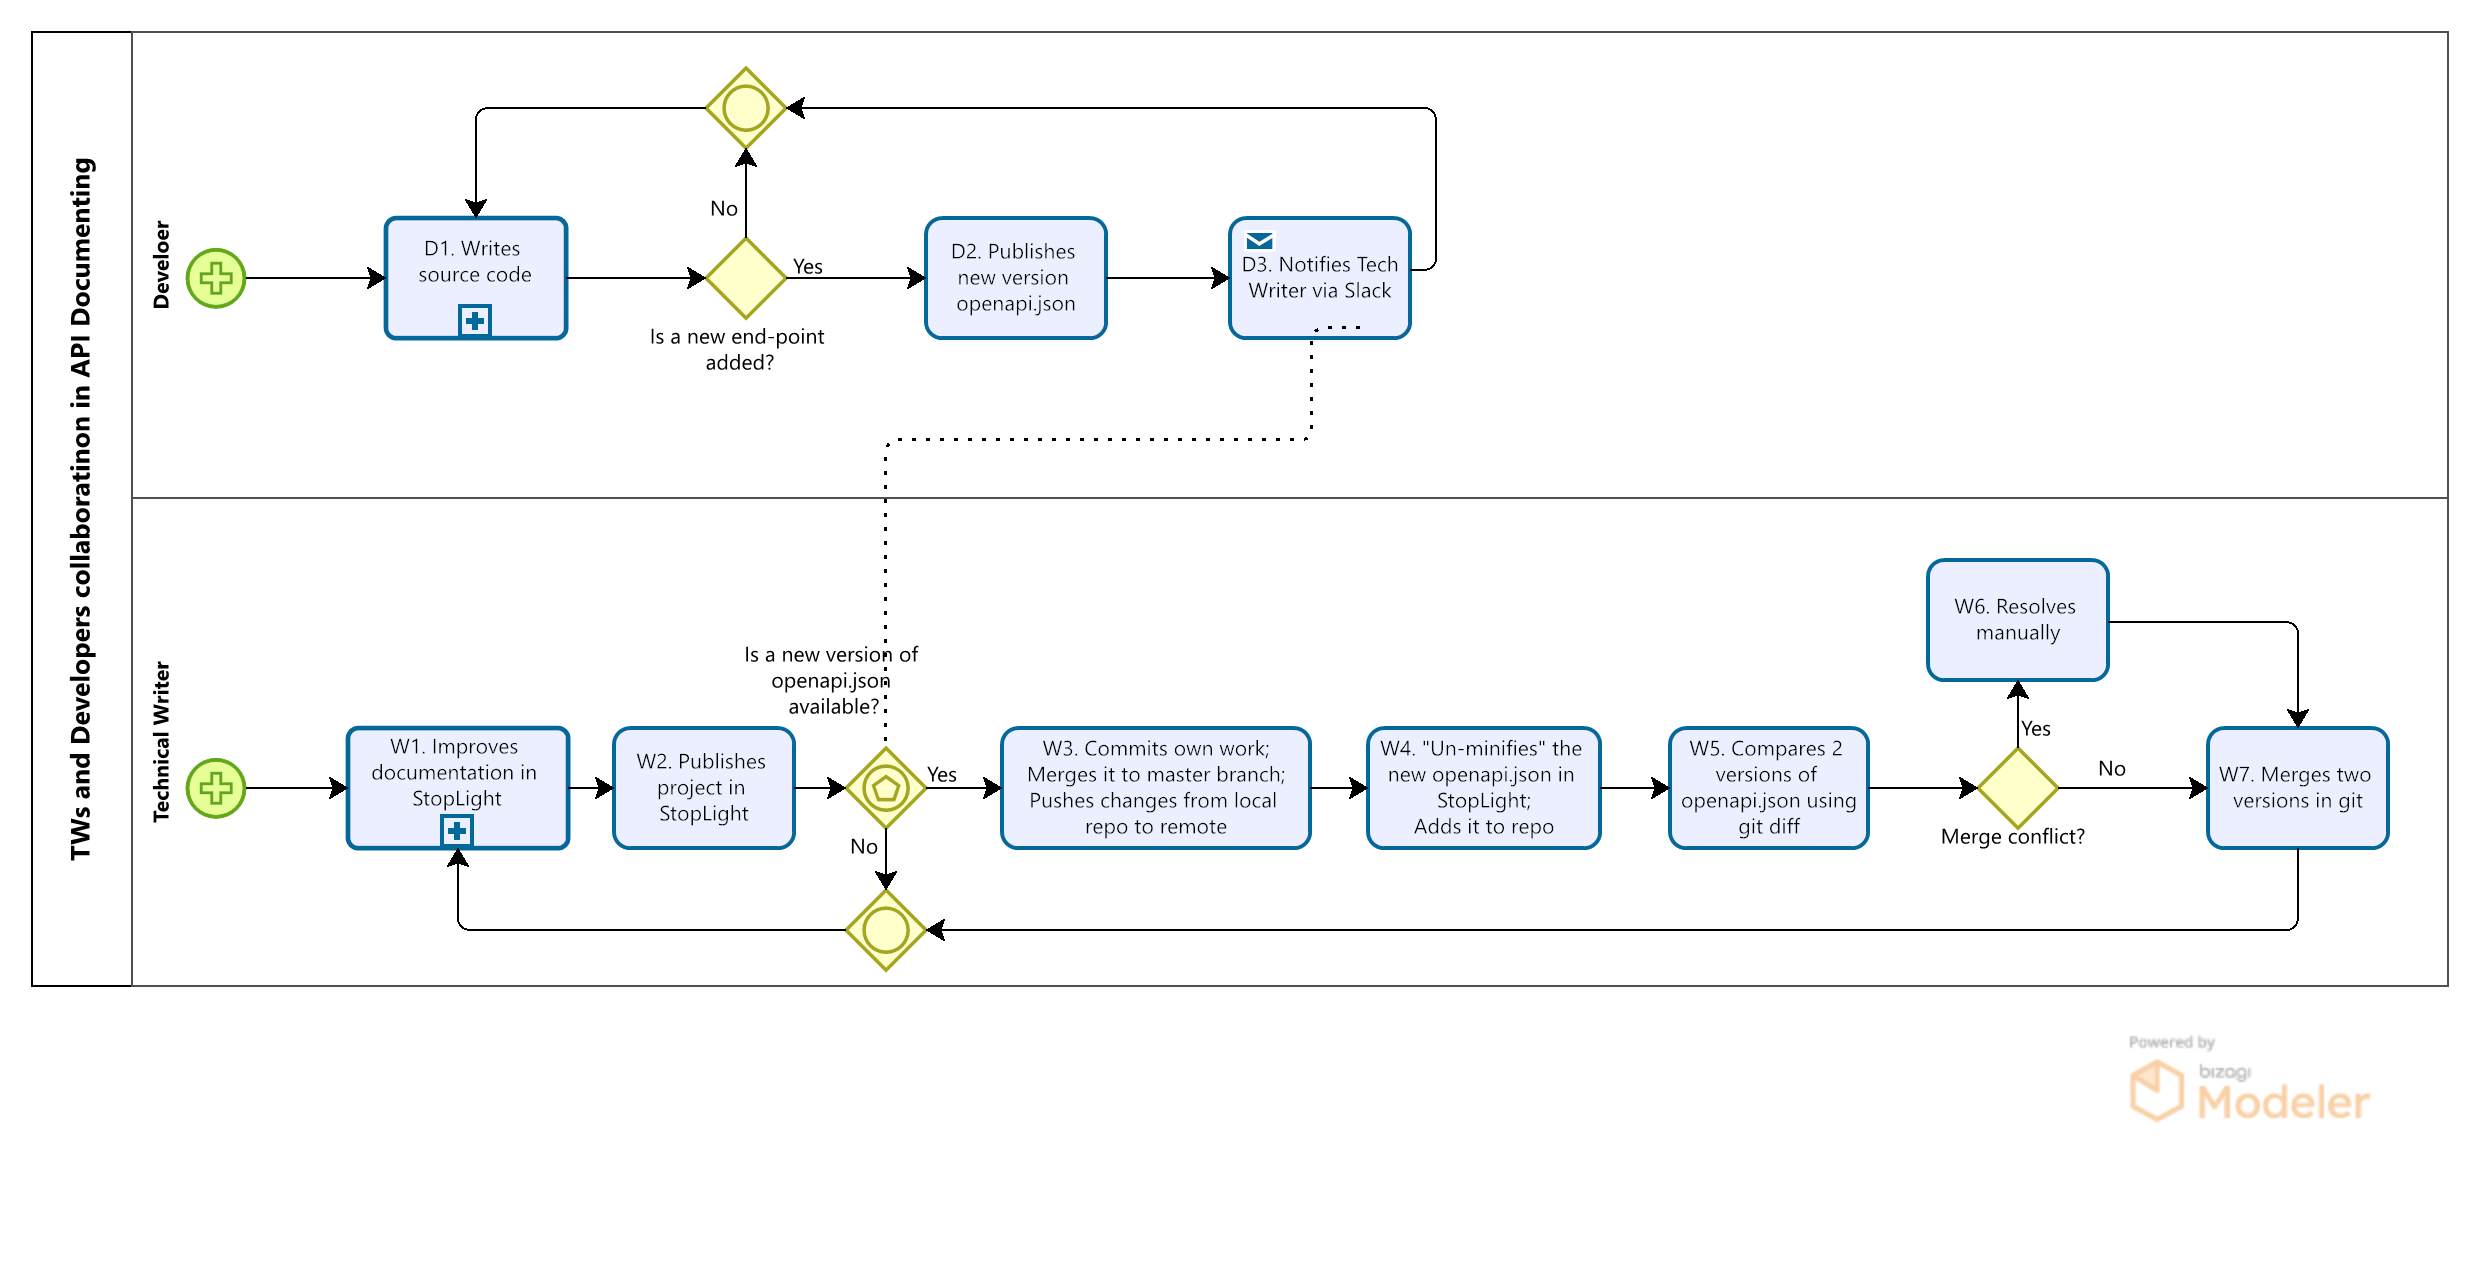 TWs and Developers collaboratinon in API Documenting
Develoer
D1. Writes
source code
No
Yes
Is a new end-point
added?
D2. Publishes
new version
openapi.json
D3. Notifies Tech
Writer via Slack
Technical Writer
W1. Improves
documentation in
StopLight
W2. Publishes
project in
StopLight
Is a new version of
openapi.json
available?
Yes
No
W3. Commits own work;
Merges it to master branch;
Pushes changes from local
repo to remote
W4. "Un-minifies" the
new openapi.json in
StopLight;
Adds it to repo
W5. Compares 2
versions of
openapi.json using
git diff
Merge conflict?
Yes
No
W6. Resolves
manually
W7. Merges two
versions in git
Powered by
bizagi
Modeler